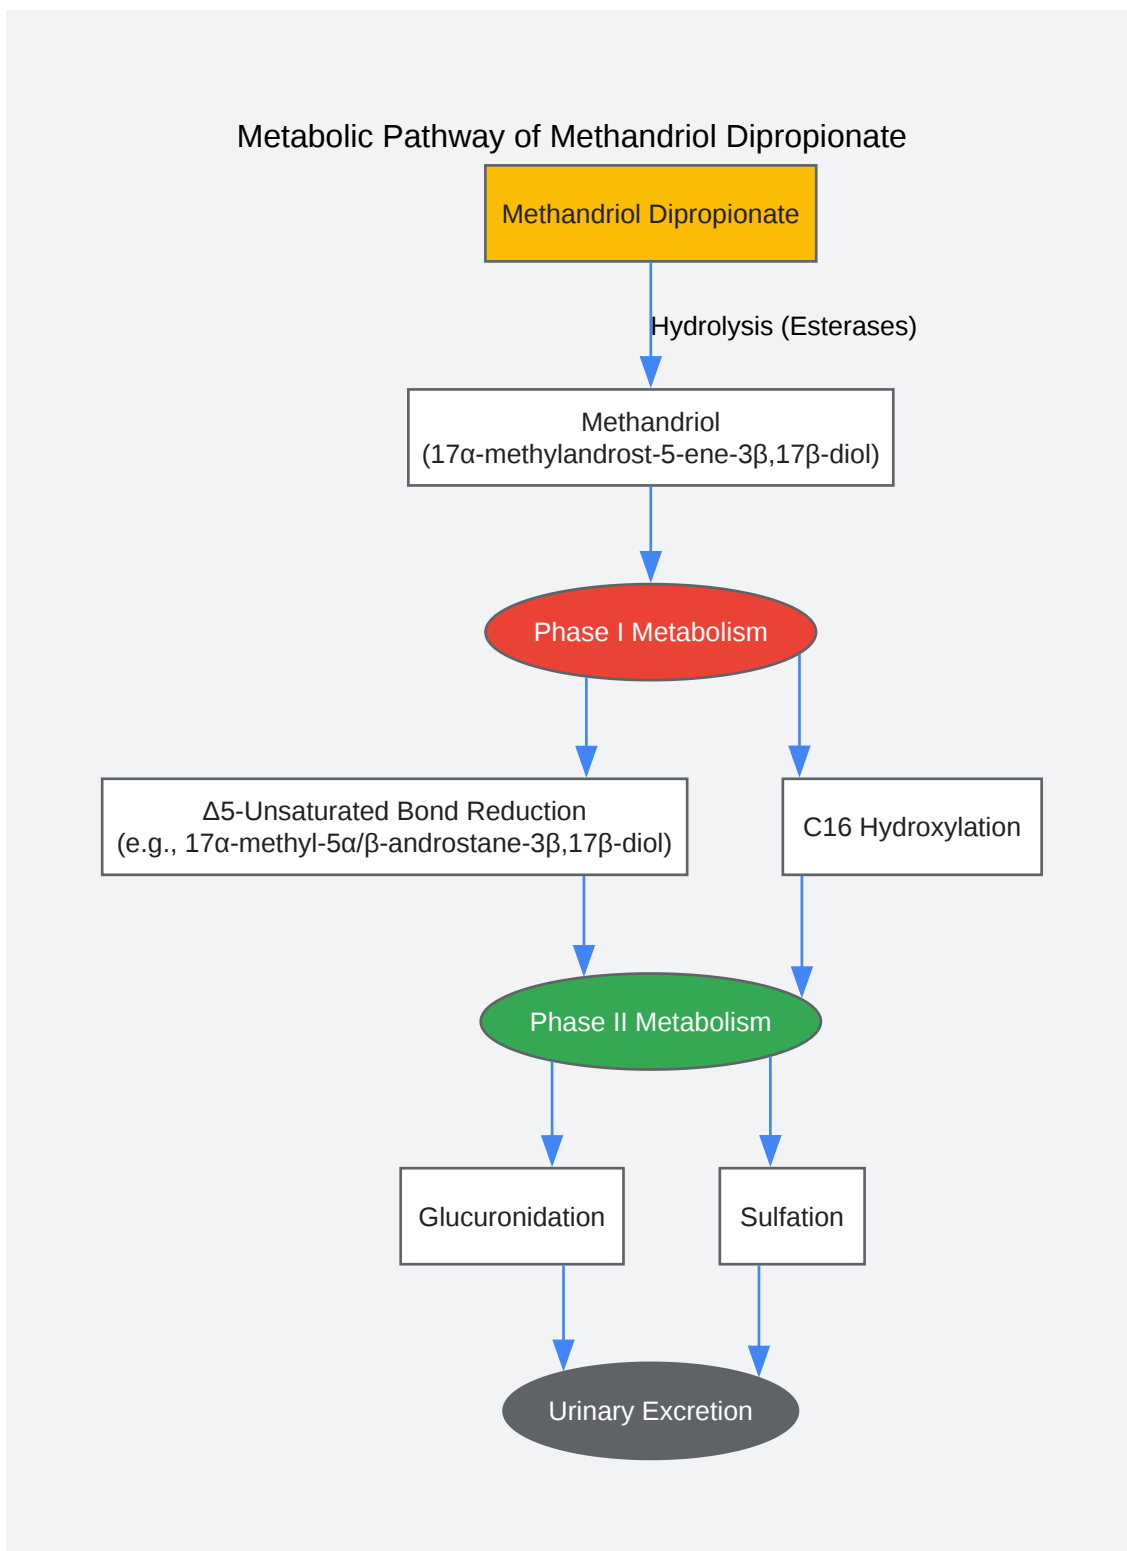 Metabolic Pathway of Methandriol Dipropionate
Methandriol Dipropionate
Hydrolysis (Esterases)
Methandriol
(17α-methylandrost-5-ene-3β,17β-diol)
Phase I Metabolism
Δ5-Unsaturated Bond Reduction
(e.g., 17α-methyl-5α/β-androstane-3β,17β-diol)
C16 Hydroxylation
Phase II Metabolism
Glucuronidation
Sulfation
Urinary Excretion